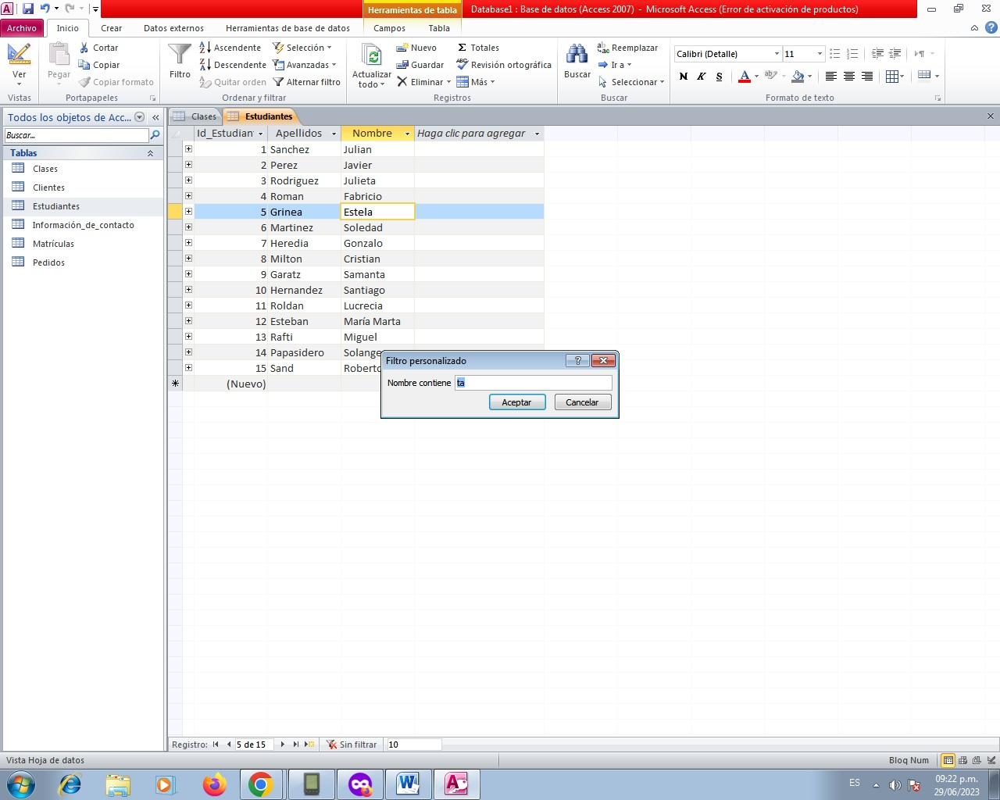 Herramientas de tabla
Database1 : Base de datos (Access 2007) - Microsoft Access (Error de activación de productos)
Archivo Inicio Crear Datos externos Herramientas de base de datos Campos Tabla
Ver
Vistas
Pegar
Cortar
Copiar
Copiar formato
Portapapeles
Filtro
Ascendente
Descendente
Quitar orden
Selección
Avanzadas
Alternar filtro
Ordenar y filtrar
Actualizar
todo
Nuevo
Guardar
Eliminar
Totales
Revisión ortográfica
Más
Registros
Buscar
Reemplazar
Ir a
Seleccionar
Buscar
Calibri (Detalle) 11
N K S
Formato de texto
Todos los objetos de Acc...
Buscar...
Tablas
Clases
Clientes
Estudiantes
Información_de_contacto
Matrículas
Pedidos
Clases Estudiantes
Id_Estudian Apellidos Nombre Haga clic para agregar
1 Sanchez Julian
2 Perez Javier
3 Rodriguez Julieta
4 Roman Fabricio
5 Grinea Estela
6 Martinez Soledad
7 Heredia Gonzalo
8 Milton Cristian
9 Garatz Samanta
10 Hernandez Santiago
11 Roldan Lucrecia
12 Esteban María Marta
13 Rafti Miguel
14 Papasidero Solange
15 Sand Roberto
(Nuevo)
Filtro personalizado
Nombre contiene ta
Aceptar Cancelar
Registro: 5 de 15 Sin filtrar 10
Vista Hoja de datos Bloq Num
ES 09:22 p.m.
29/06/2023